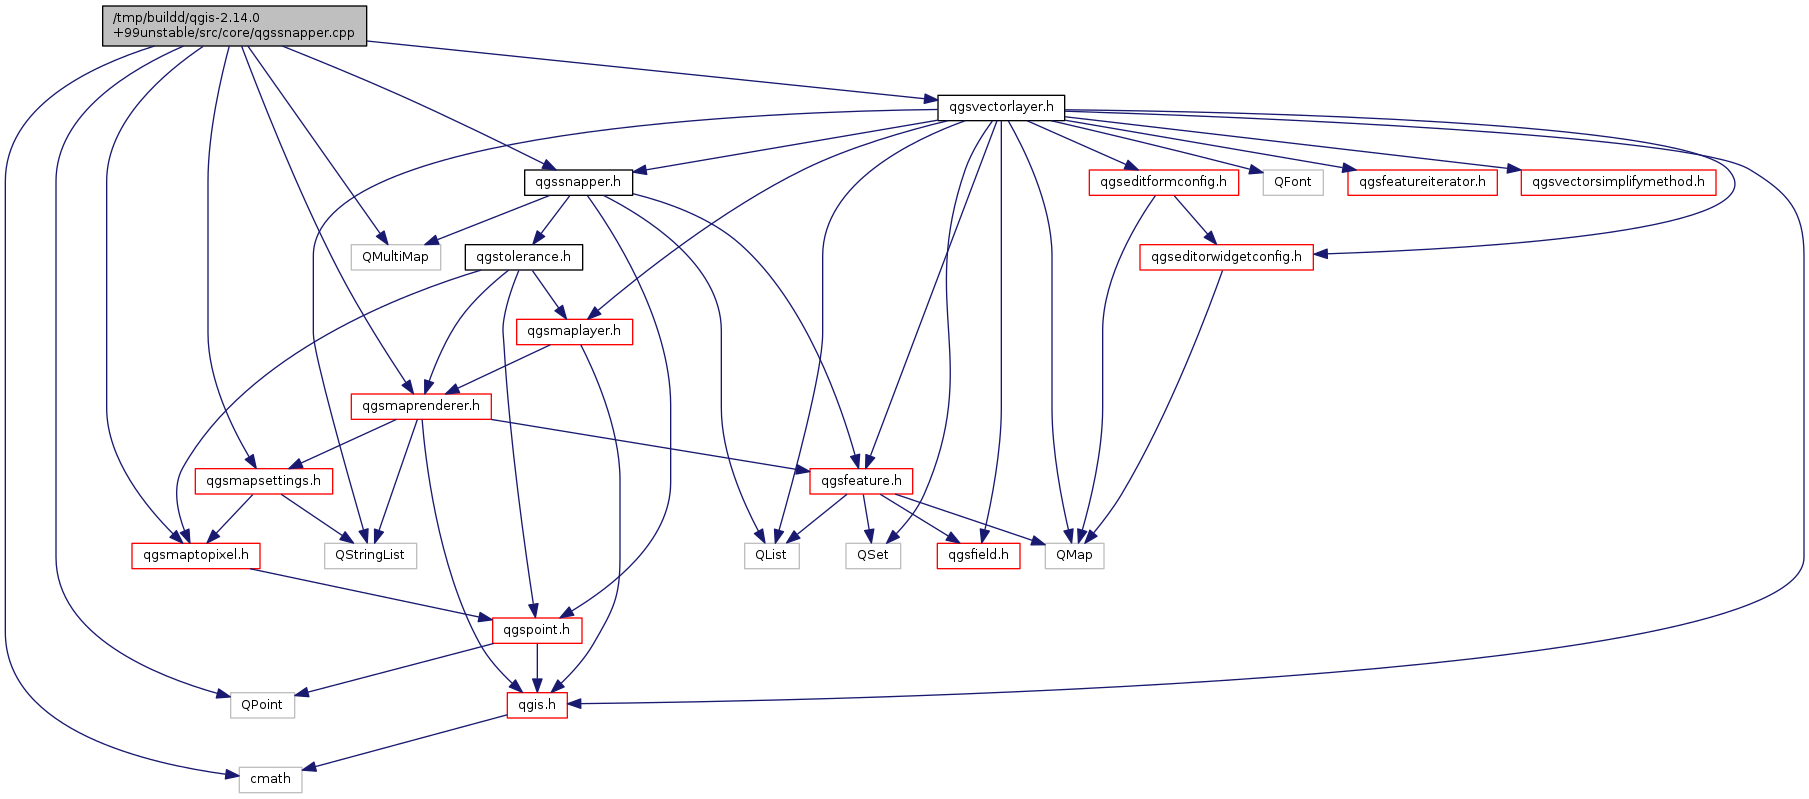 /tmp/buildd/qgis-2.14.0
+99unstable/src/core/qgssnapper.cpp
qgsvectorlayer.h
qgssnapper.h
qgseditformconfig.h
QFont
qgsfeatureiterator.h
qgsvectorsimplifymethod.h
QMultiMap
qgstolerance.h
qgseditorwidgetconfig.h
qgsmaplayer.h
qgsmaprenderer.h
qgsmapsettings.h
qgsfeature.h
qgsmaptopixel.h
QStringList
QList
QSet
qgsfield.h
QMap
qgspoint.h
QPoint
qgis.h
cmath